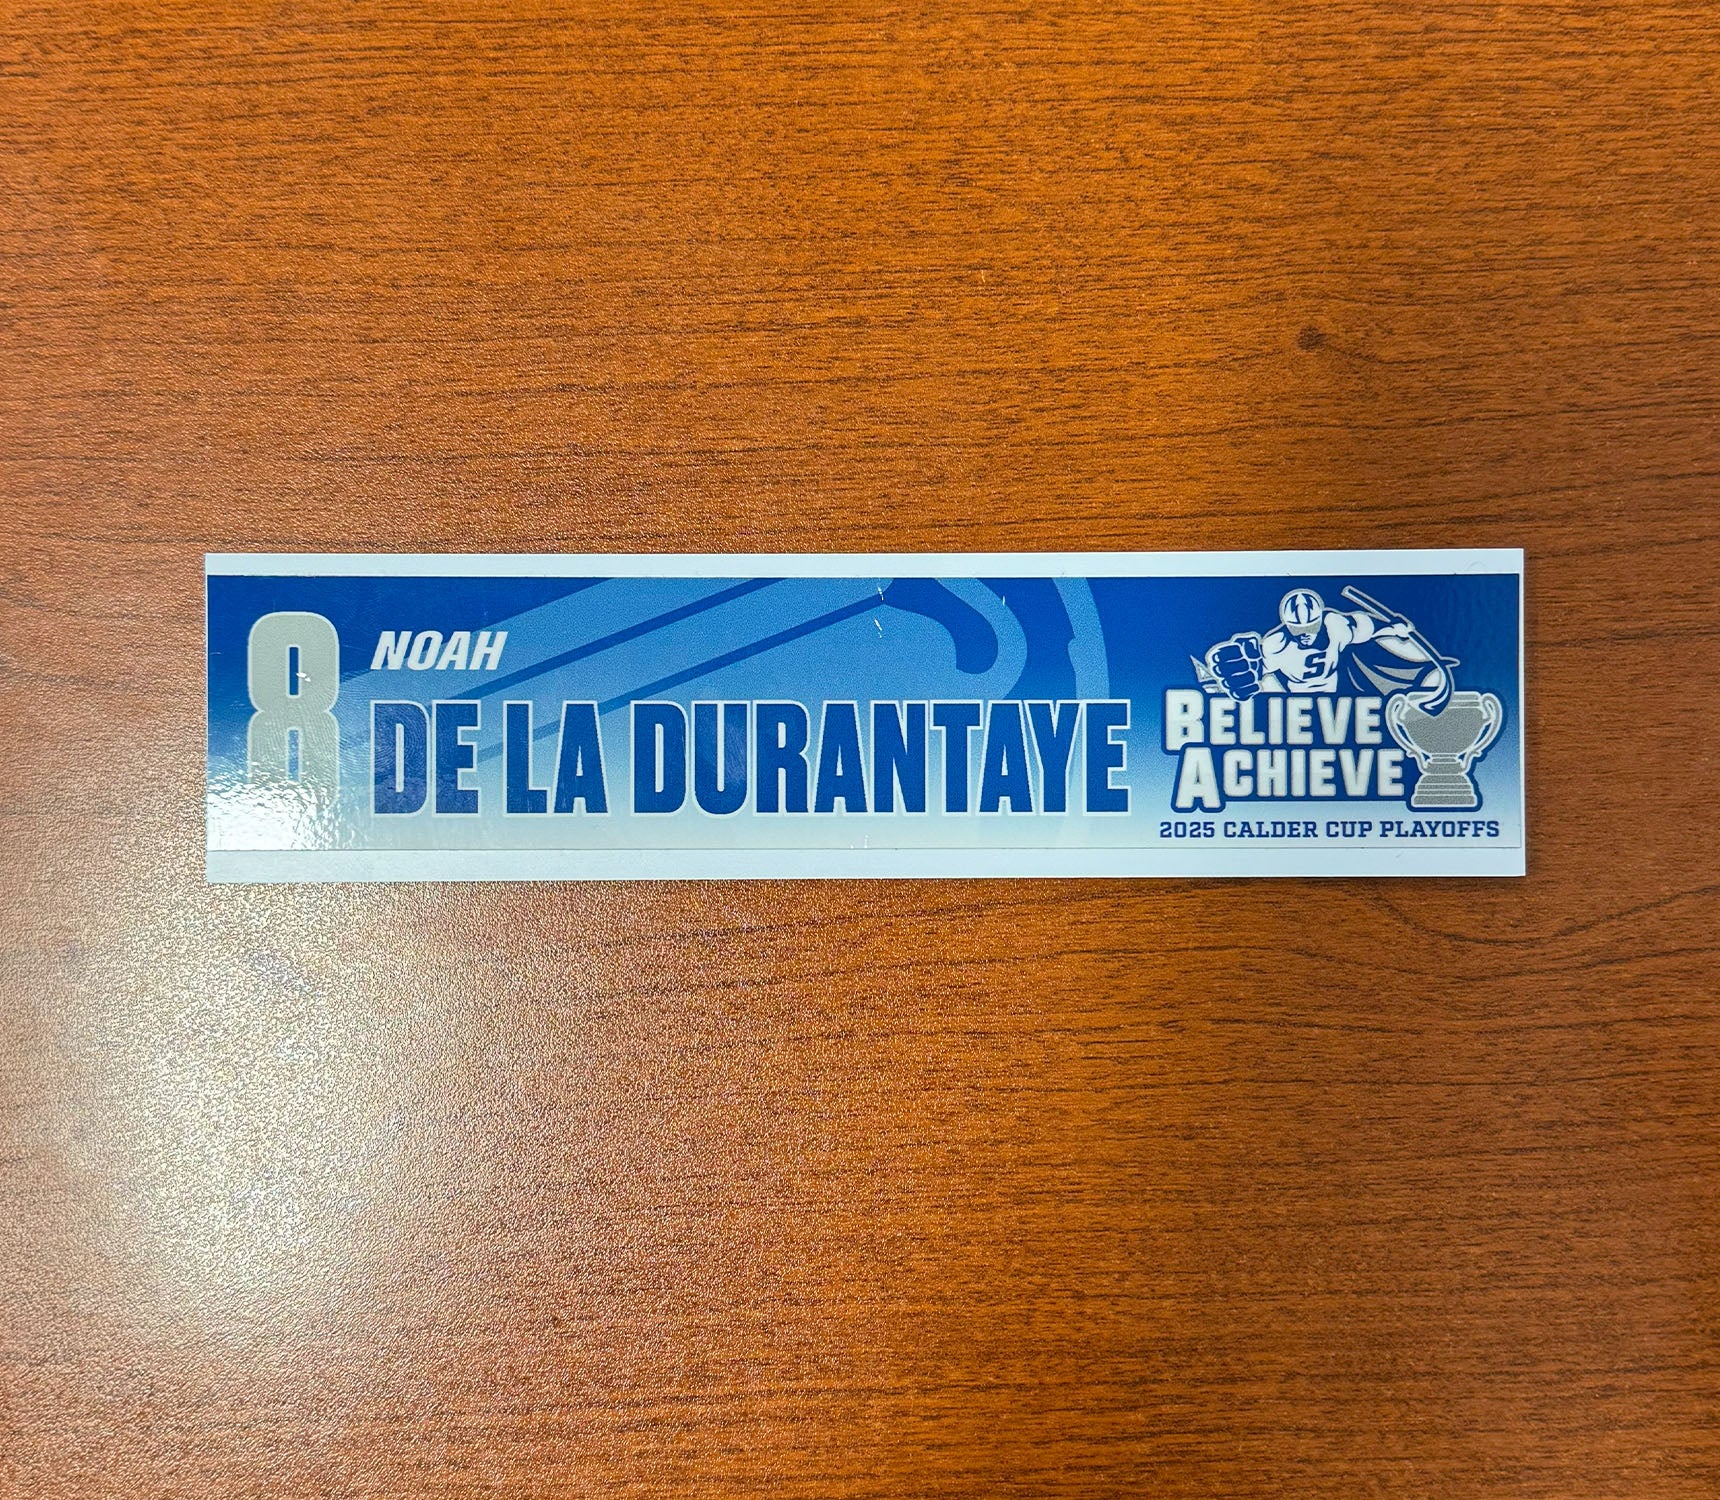 8
NOAH
DE LA DURANTAYE
S
BELIEVE
ACHIEVE
2025 CALDER CUP PLAYOFFS